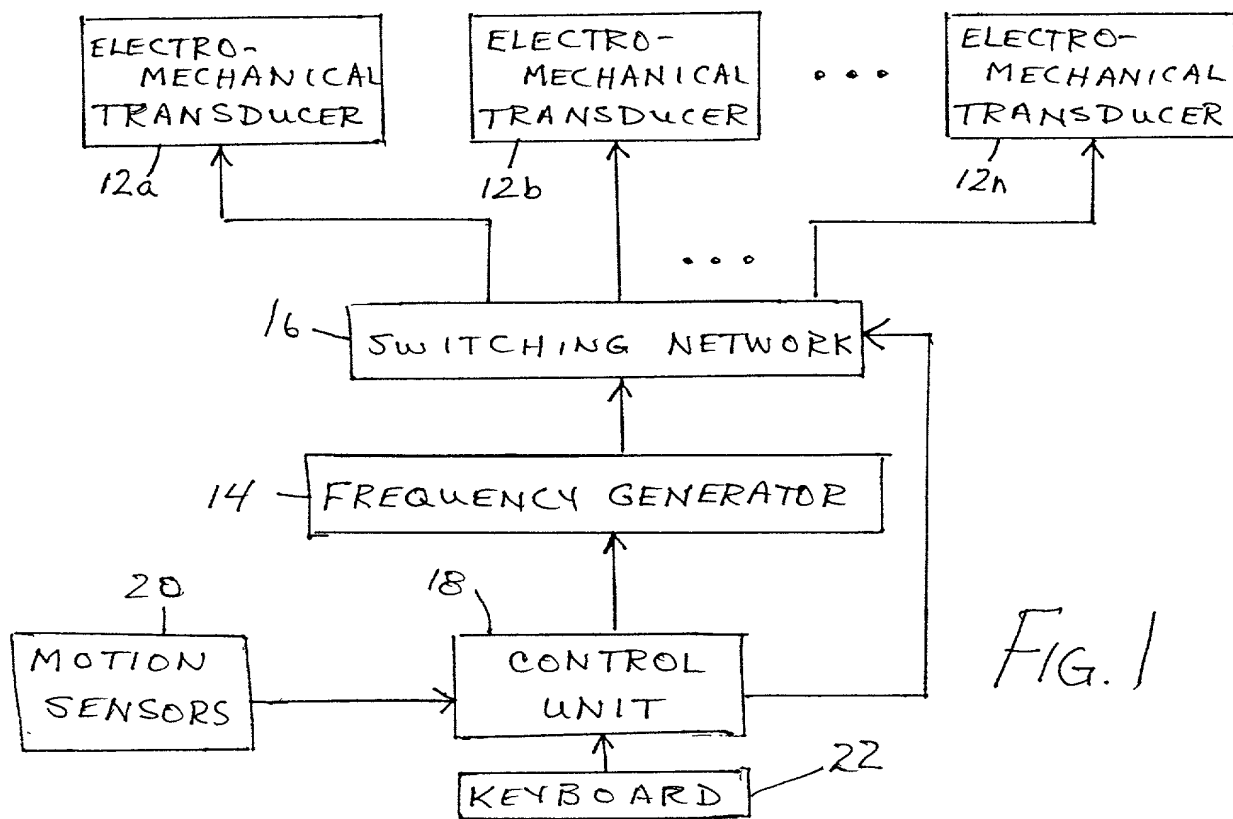 ELECTRO-
MECHANICAL
TRANSDUCER
12a
ELECTRO-
MECHANICAL
TRANSDUCER
12b
...
ELECTRO-
MECHANICAL
TRANSDUCER
12n
...
16
SWITCHING NETWORK
14
FREQUENCY GENERATOR
20
MOTION
SENSORS
18
CONTROL
UNIT
22
KEYBOARD
FIG. 1